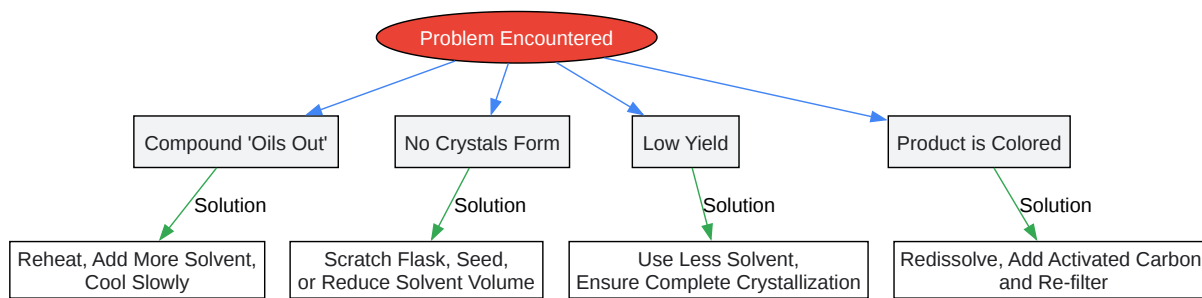 Problem Encountered
Compound 'Oils Out'
No Crystals Form
Low Yield
Product is Colored
Solution
Solution
Solution
Solution
Reheat, Add More Solvent,
Cool Slowly
Scratch Flask, Seed,
or Reduce Solvent Volume
Use Less Solvent,
Ensure Complete Crystallization
Redissolve, Add Activated Carbon,
and Re-filter